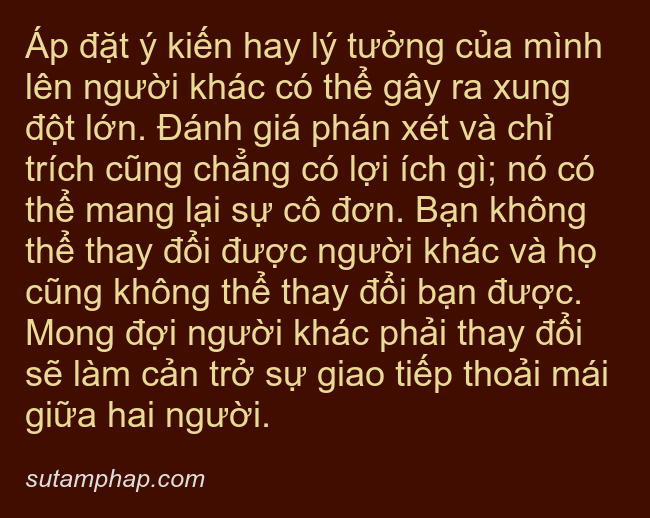 Áp đặt ý kiến hay lý tưởng của mình
lên người khác có thể gây ra xung
đột lớn. Đánh giá phán xét và chỉ
trích cũng chẳng có lợi ích gì; nó có
thể mang lại sự cô đơn. Bạn không
thể thay đổi được người khác và họ
cũng không thể thay đổi bạn được.
Mong đợi người khác phải thay đổi
sẽ làm cản trở sự giao tiếp thoải mái
giữa hai người.
sutamphap.com